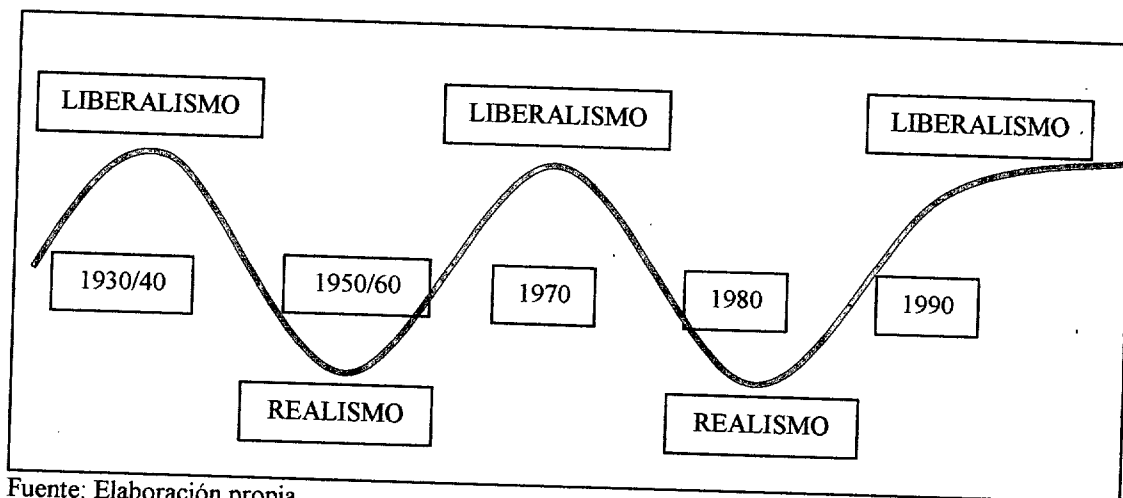 LIBERALISMO
LIBERALISMO
LIBERALISMO
1930/40
1950/60
1970
1980
1990
REALISMO
REALISMO
Fuente: Elaboración propia